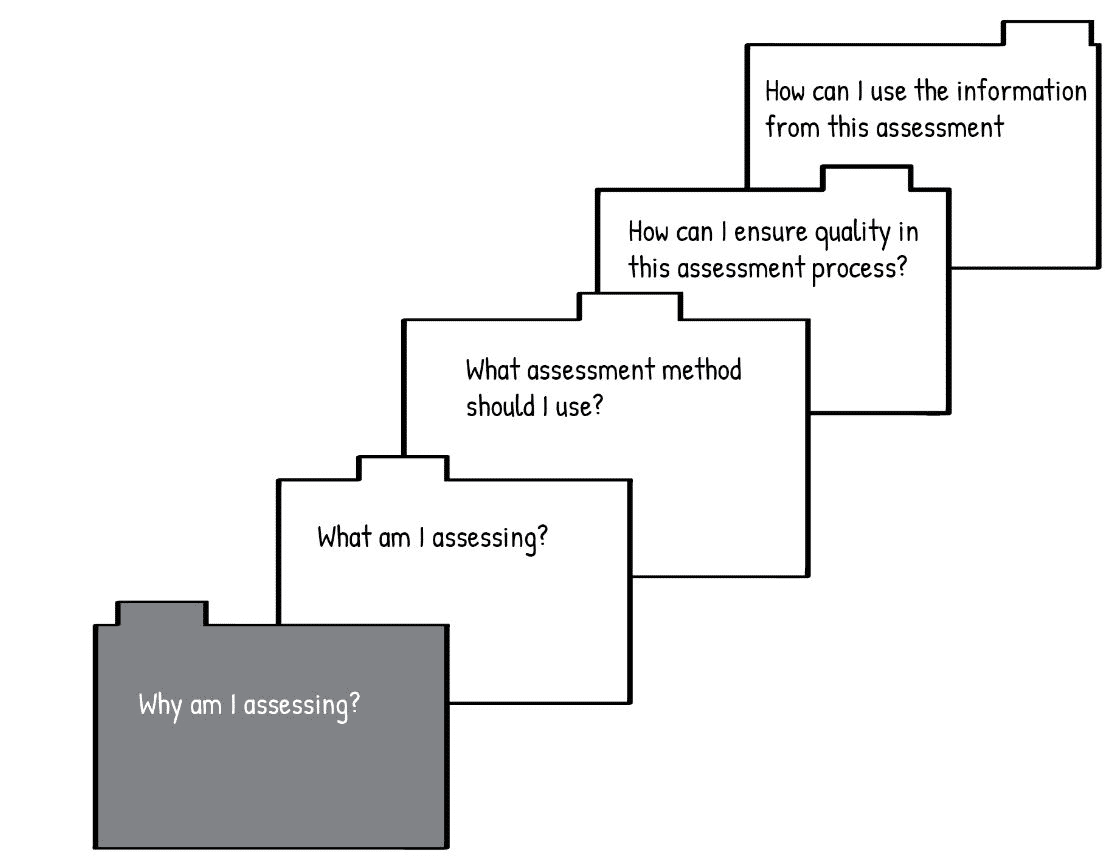 How can I use the information
from this assessment
How can I ensure quality in
this assessment process?
What assessment method
should I use?
What am I assessing?
Why am I assessing?